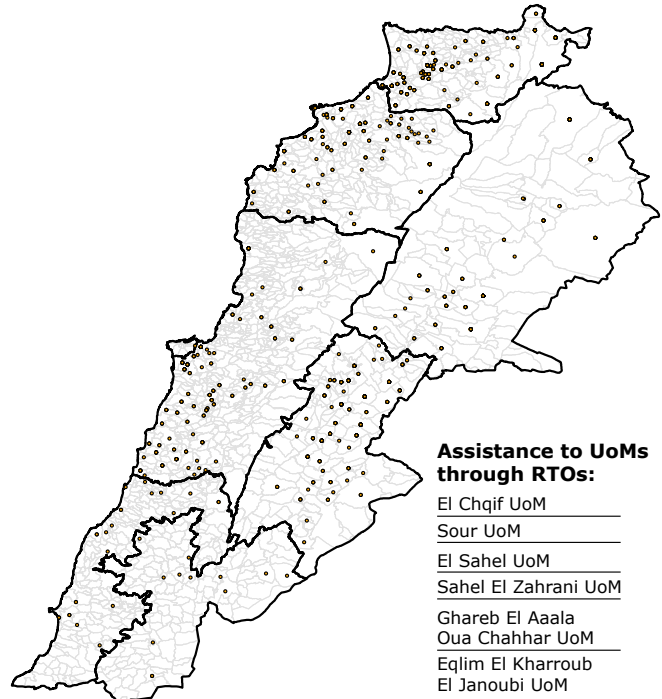 Assistance to UoMs
through RTOs:
El Chqif UoM
Sour UoM
El Sahel UoM
Sahel El Zahrani UoM
Ghareb El Aaala
Oua Chahhar UoM
Eqlim El Kharroub
El Janoubi UoM